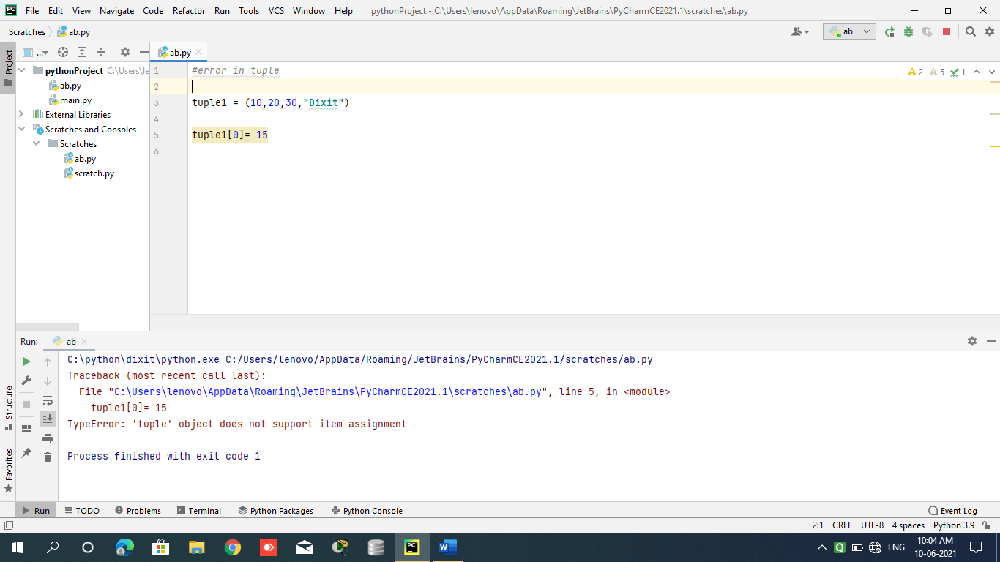 PC File Edit View Navigate Code Refactor Run Tools VCS Window Help pythonProject - C:\Users\lenovo\AppData\Roaming\JetBrains\PyCharmCE2021.1\scratches\ab.py
Scratches ab.py ab
Project ... ab.py
pythonProject C:\Users\le
ab.py
main.py
External Libraries
Scratches and Consoles
Scratches
ab.py
scratch.py
1 #error in tuple 2 5 1
2
3 tuple1 = (10,20,30,"Dixit")
4
5 tuple1[0]= 15
6
Run: ab
C:\python\dixit\python.exe C:/Users/lenovo/AppData/Roaming/JetBrains/PyCharmCE2021.1/scratches/ab.py
Traceback (most recent call last):
File "C:\Users\lenovo\AppData\Roaming\JetBrains\PyCharmCE2021.1\scratches\ab.py", line 5, in <module>
tuple1[0]= 15
TypeError: 'tuple' object does not support item assignment
Process finished with exit code 1
Structure
Favorites
Run TODO Problems Terminal Python Packages Python Console Event Log
2:1 CRLF UTF-8 4 spaces Python 3.9
PC W Q ENG 10:04 AM
10-06-2021